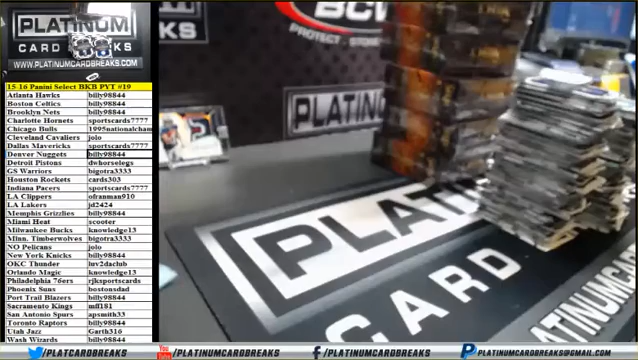 PLATINUM
CARD BREAKS
WWW.PLATINUMCARDBREAKS.COM
15-16 Panini Select BKB PYT #19
Atlanta Hawks billy98844
Boston Celtics billy98844
Brooklyn Nets billy98844
Charlotte Hornets sportscards7777
Chicago Bulls 1995nationalcham
Cleveland Cavaliers jolo
Dallas Mavericks sportscards7777
Denver Nuggets billy98844
Detroit Pistons dwhorselegs
GS Warriors bigotra3333
Houston Rockets cards303
Indiana Pacers sportscards7777
LA Clippers ofranman910
LA Lakers jd2424
Memphis Grizzlies billy98844
Miami Heat scooter
Milwaukee Bucks knowledge13
Minn. Timberwolves bigotra3333
NO Pelicans jolo
New York Knicks billy98844
OKC Thunder luv2daclub
Orlando Magic knowledge13
Philadelphia 76ers rjksportscards
Phoenix Suns bostonsdad
Port Trail Blazers billy98844
Sacramento Kings mfl181
San Antonio Spurs apsmith33
Toronto Raptors billy98844
Utah Jazz Garth316
Wash Wizards billy98844
BCW
PROTECT · STORE
PLATIN
PLATINU
CARD
PLATINUM
/PLATCARDBREAKS
You Tube /PLATINUMCARDBREAKS
f /PLATINUMCARDBREAKS
P PLATINUMCARDBREAKS@GMAIL.COM